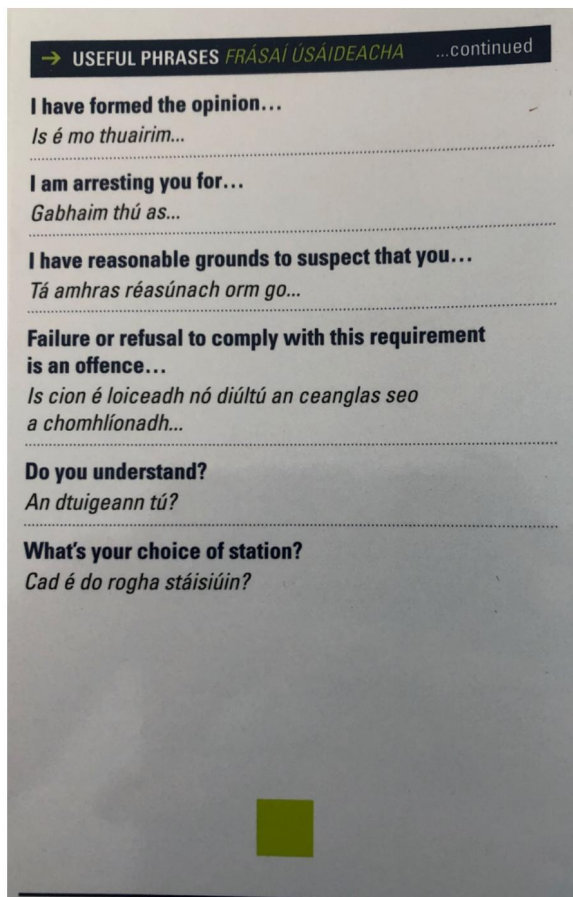 → USEFUL PHRASES FRÁSAÍ ÚSÁIDEACHA ...continued
I have formed the opinion...
Is é mo thuairim...
I am arresting you for...
Gabhaim thú as...
I have reasonable grounds to suspect that you...
Tá amhras réasúnach orm go...
Failure or refusal to comply with this requirement
is an offence...
Is cion é loiceadh nó diúltú an ceanglas seo
a chomhlíonadh...
Do you understand?
An dtuigeann tú?
What's your choice of station?
Cad é do rogha stáisiúin?